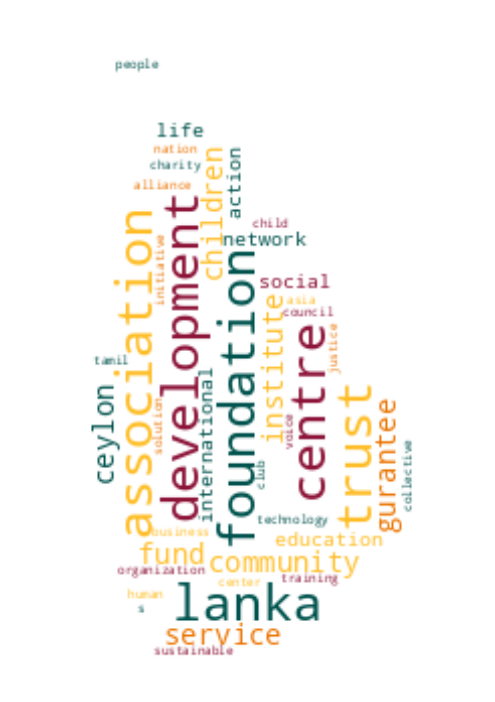 people
life
nation
charity
alliance
children
action
child
network
association
initiative
development
foundation
social
asia
council
institute
centre
justice
tamil
ceylon
solution
international
voice
club
trust
gurantee
collective
technology
business
education
fund
community
organization
center
training
human
s
lanka
service
sustainable